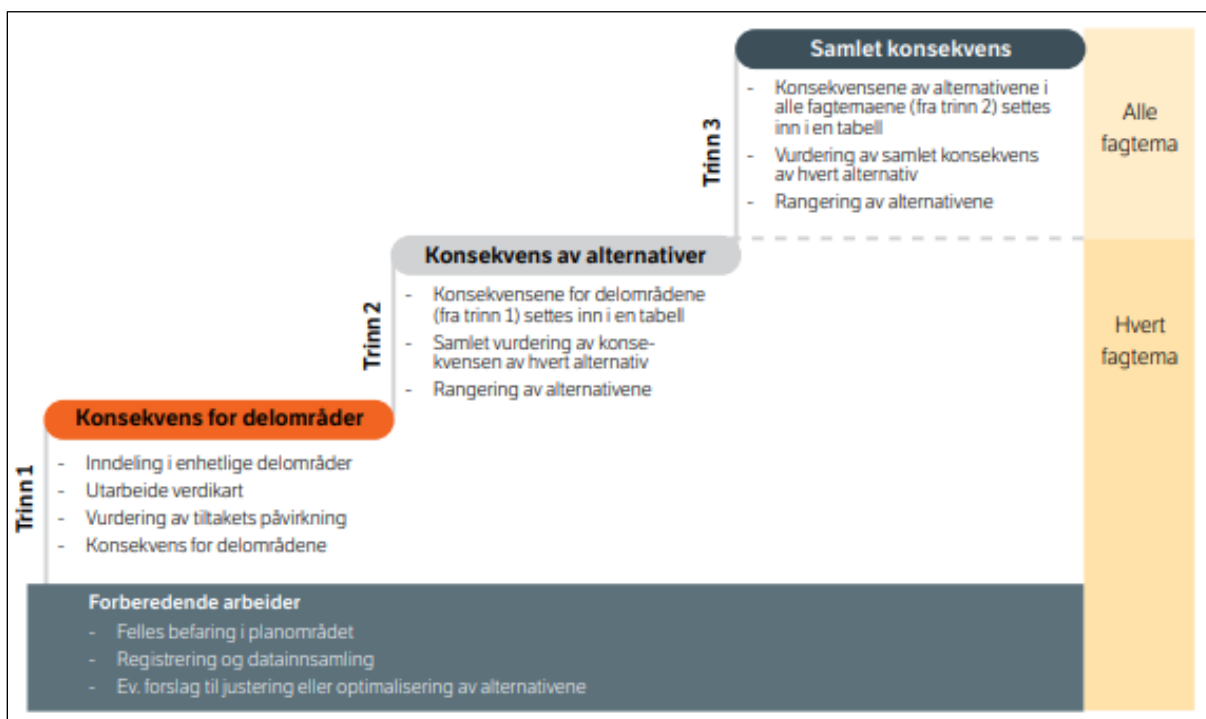 Samlet konsekvens
- Konsekvensene av alternativene i
alle fagtemaene (fra trinn 2) settes
inn i en tabell
- Vurdering av samlet konsekvens
av hvert alternativ
- Rangering av alternativene
Trinn 3
Alle
fagtema
Konsekvens av alternativer
- Konsekvensene for delområdene
(fra trinn 1) settes inn i en tabell
- Samlet vurdering av konse-
kvensen av hvert alternativ
- Rangering av alternativene
Trinn 2
Hvert
fagtema
Konsekvens for delområder
- Inndeling i enhetlige delområder
- Utarbeide verdikart
- Vurdering av tiltakets påvirkning
- Konsekvens for delområdene
Trinn 1
Forberedende arbeider
- Felles befaring i planområdet
- Registrering og datainnsamling
- Ev. forslag til justering eller optimalisering av alternativene